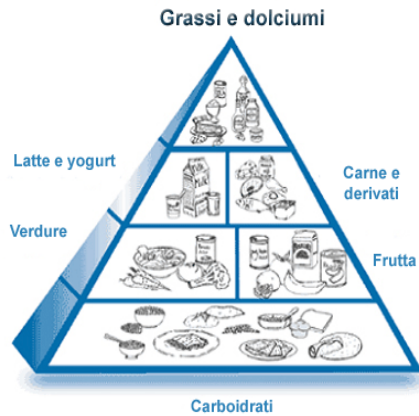 Grassi e dolciumi
Latte e yogurt
Carne e
derivati
Verdure
Frutta
Carboidrati